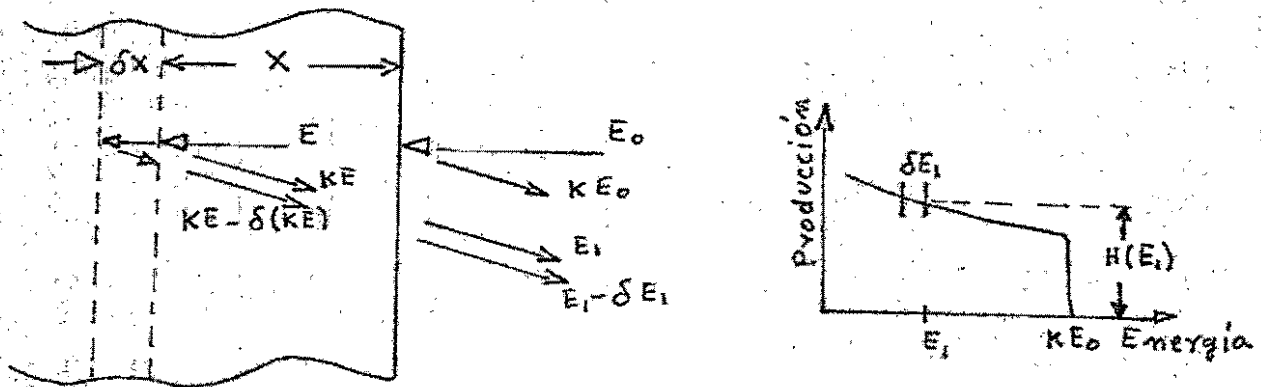 δX X
E
KE
KE - δ(KE)
E₀
KE₀
E₁
E₁ - δE₁
Producción
δE₁
H(E₁)
E₁
KE₀ Energía